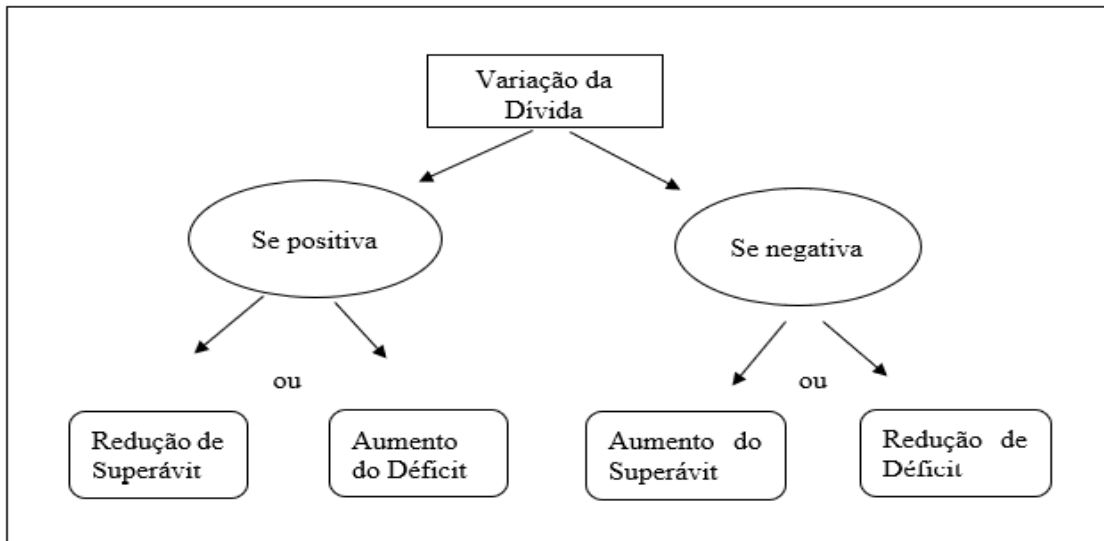 Variação da
Dívida
Se positiva
Se negativa
ou
ou
Redução de
Superávit
Aumento
do Déficit
Aumento do
Superávit
Redução de
Déficit